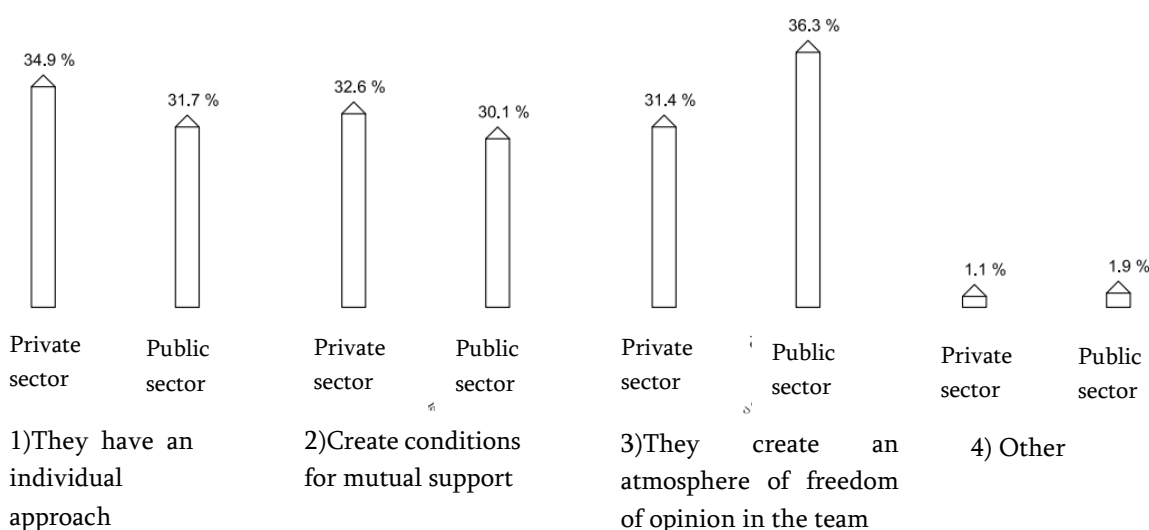 36.3 %
34.9 %
32.6 %
31.7 %
31.4 %
30.1 %
1.1 %
1.9 %
Private sector
Public sector
Private sector
Public sector
Private sector
Public sector
Private sector
Public sector
1)They have an
individual
approach
2)Create conditions
for mutual support
3)They create an
atmosphere of freedom
of opinion in the team
4) Other